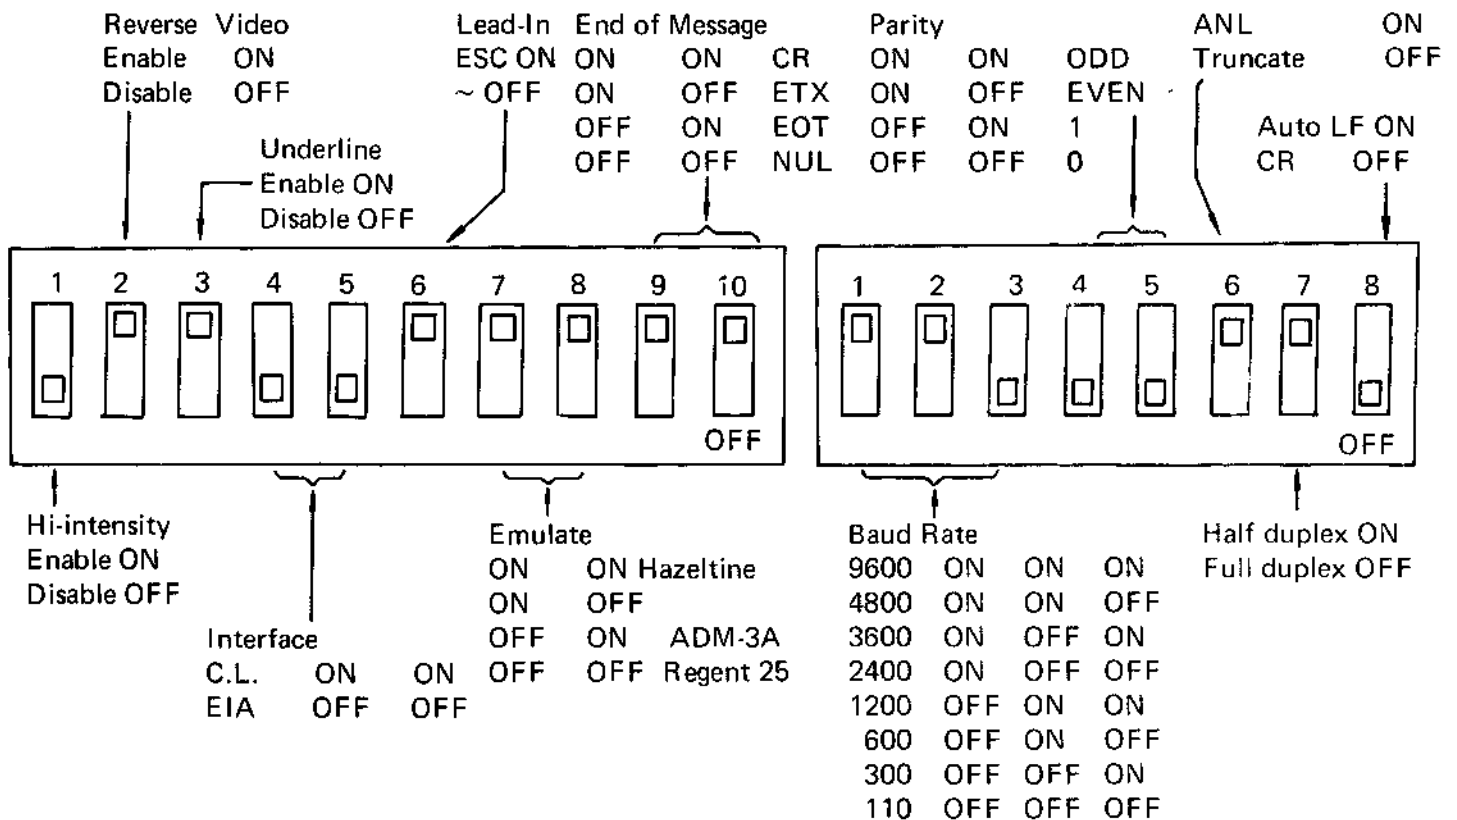 Reverse Video
Enable ON
Disable OFF
Underline
Enable ON
Disable OFF
Lead-In
ESC ON
~ OFF
End of Message
ON ON CR
ON OFF ETX
OFF ON EOT
OFF OFF NUL
Parity
ON ON ODD
ON OFF EVEN
OFF ON 1
OFF OFF 0
ANL ON
Truncate OFF
Auto LF ON
CR OFF
1 2 3 4 5 6 7 8 9 10
OFF
1 2 3 4 5 6 7 8
OFF
Hi-intensity
Enable ON
Disable OFF
Interface
C.L. ON ON
EIA OFF OFF
Emulate
ON ON Hazeltine
ON OFF
OFF ON ADM-3A
OFF OFF Regent 25
Baud Rate
9600 ON ON ON
4800 ON ON OFF
3600 ON OFF ON
2400 ON OFF OFF
1200 OFF ON ON
600 OFF ON OFF
300 OFF OFF ON
110 OFF OFF OFF
Half duplex ON
Full duplex OFF